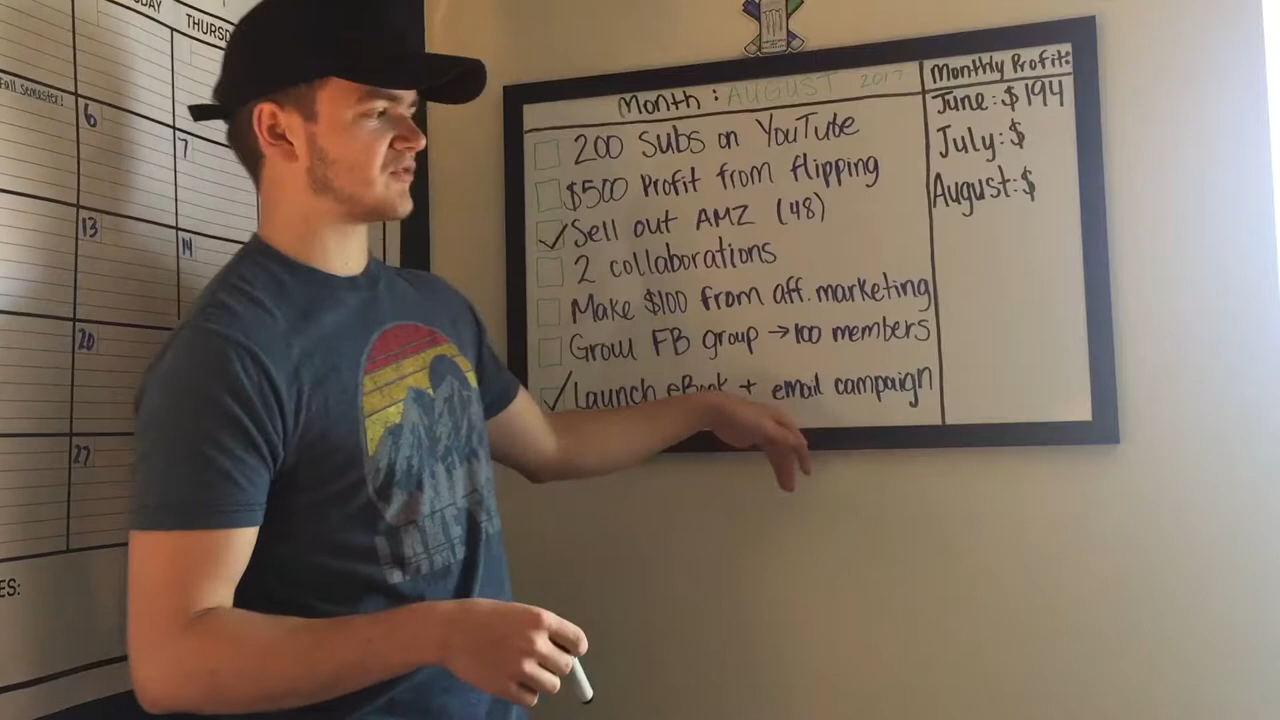 THURSD
Fall Semester!
6
7
13
14
20
27
ES:
Month : AUGUST 2017
200 Subs on YouTube
$500 Profit from flipping
Sell out AMZ (48)
2 collaborations
Make $100 from aff. marketing
Grow FB group → 100 members
Launch eBook + email campaign
Monthly Profit:
June: $194
July: $
August: $